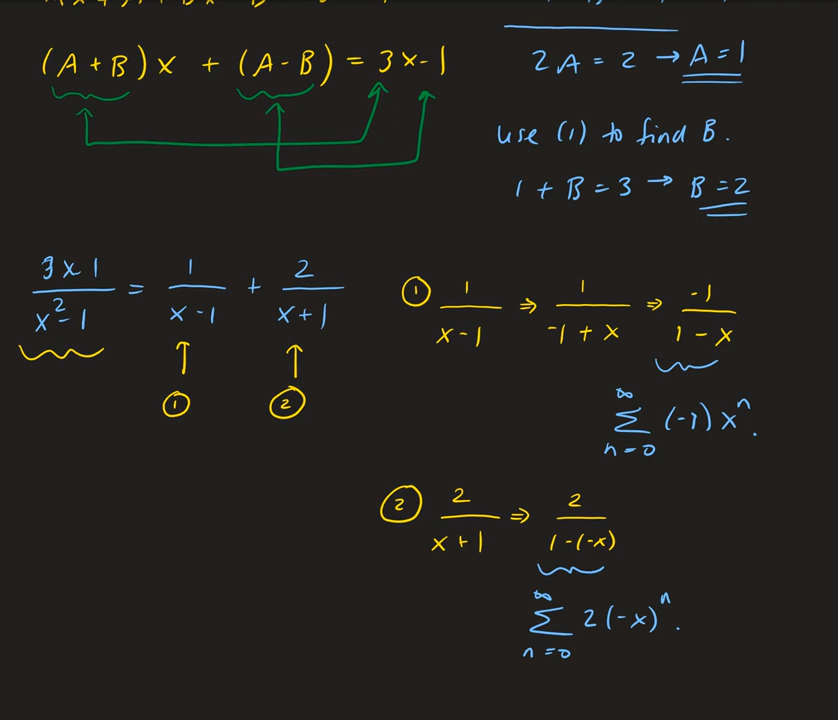 (A + B) x + (A - B) = 3x - 1
2A = 2 → A = 1
use (1) to find B.
1 + B = 3 → B = 2
3x 1 / x² - 1 = 1 / x - 1 + 2 / x + 1
① ②
① 1 / x - 1 ⇒ 1 / -1 + x ⇒ -1 / 1 - x
∞ Σ n = 0 (-1) xⁿ.
② 2 / x + 1 ⇒ 2 / 1 - (-x)
∞ Σ n = 0 2 (-x)ⁿ.